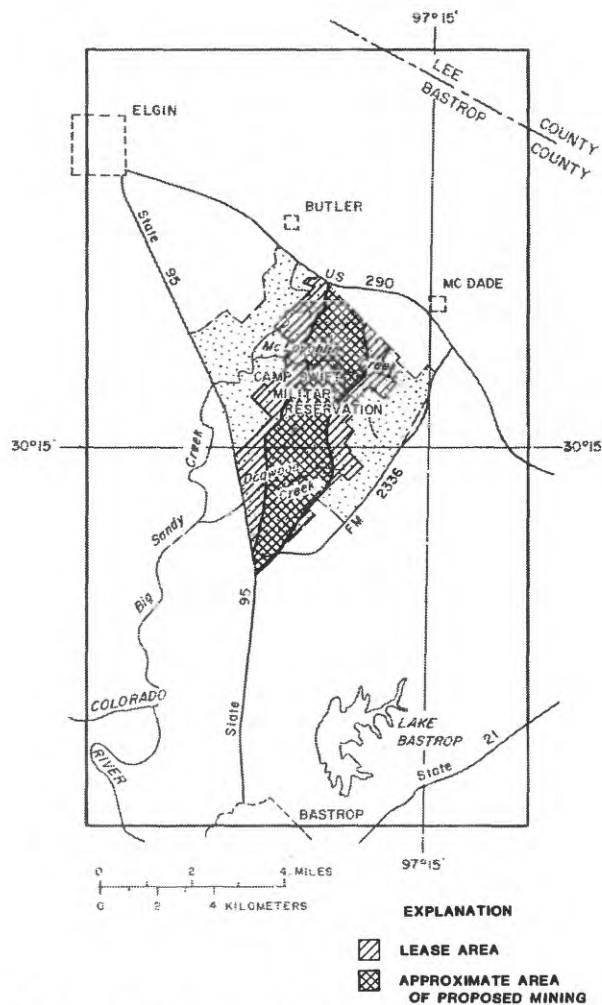 97°15'
LEE
BASTROP
COUNTY
COUNTY
ELGIN
BUTLER
State
95
US
290
MC DADE
CAMP SWIFT
MILITARY
RESERVATION
30°15'
30°15'
Creek
Dogwood
Creek
Sandy
FM
2336
Big
95
COLORADO
RIVER
State
LAKE
BASTROP
State
21
BASTROP
97°15'
0 2 4 MILES
0 2 4 KILOMETERS
EXPLANATION
LEASE AREA
APPROXIMATE AREA
OF PROPOSED MINING